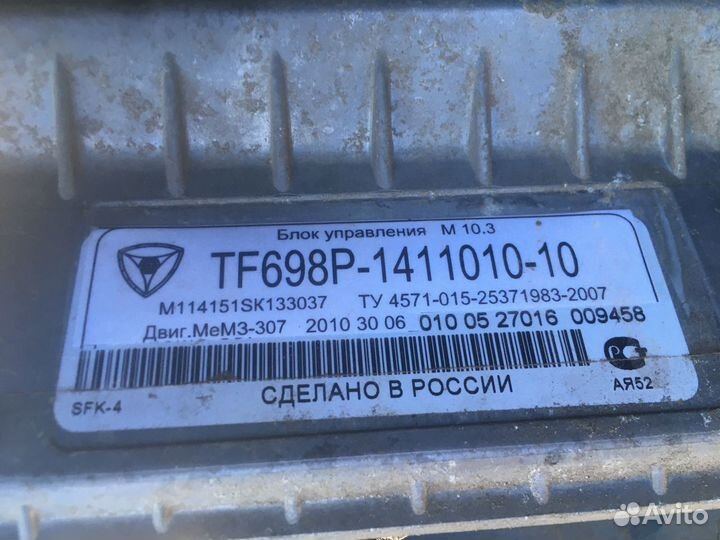 Блок управления М 10.3
TF698P-1411010-10
M114151SK133037 ТУ 4571-015-25371983-2007
Двиг.МеМЗ-307 2010 30 06 010 05 27016 009458
SFK-4 СДЕЛАНО В РОССИИ АЯ52
Avito